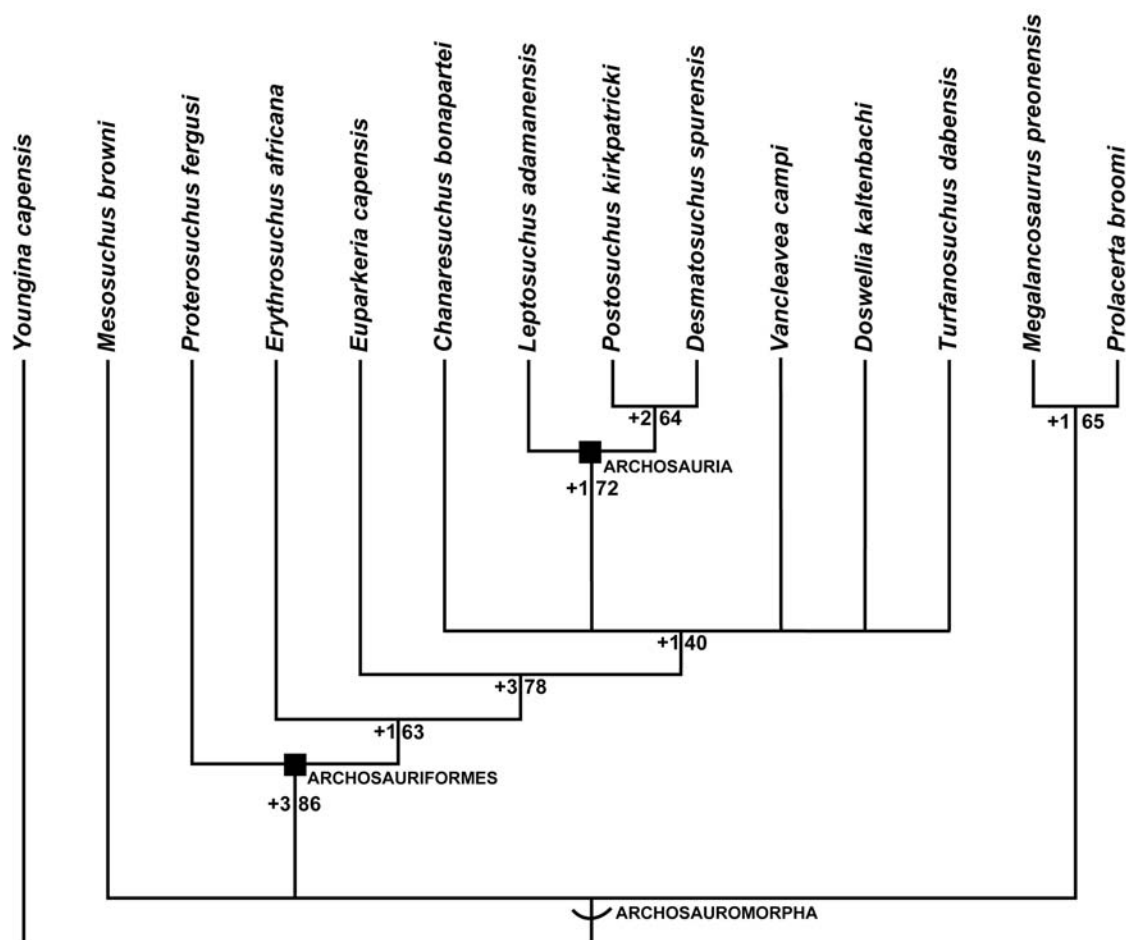 Youngina capensis
Mesosuchus browni
Proterosuchus fergusi
Erythrosuchus africana
Euparkeria capensis
Chanaresuchus bonapartei
Leptosuchus adamanensis
Postosuchus kirkpatricki
Desmatosuchus spurensis
Vancleavea campi
Doswellia kaltenbachi
Turfanosuchus dabensis
Megalancosaurus preonensis
Prolacerta broomi
+2 64
+1 65
ARCHOSAURIA
+1 72
+1 40
+3 78
+1 63
ARCHOSAURIFORMES
+3 86
ARCHOSAUROMORPHA